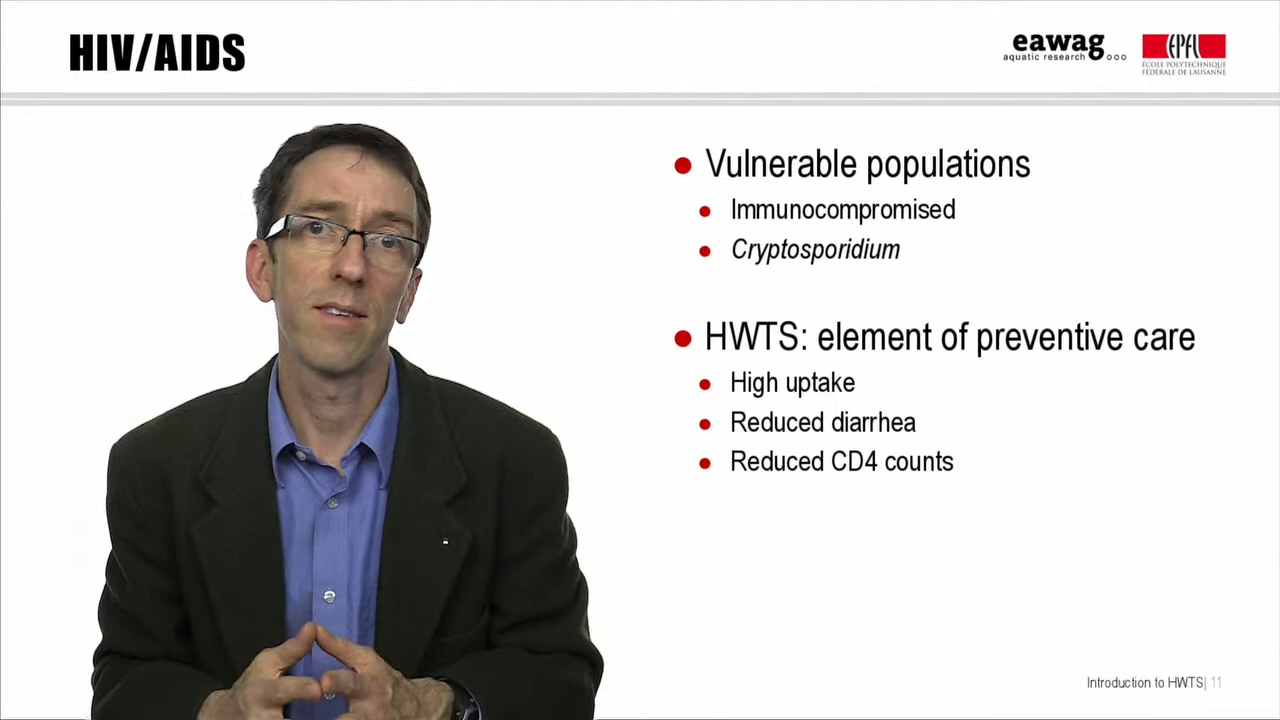 HIV/AIDS
eawag
aquatic research
EPFL
ÉCOLE POLYTECHNIQUE
FÉDÉRALE DE LAUSANNE
Vulnerable populations
Immunocompromised
Cryptosporidium
HWTS: element of preventive care
High uptake
Reduced diarrhea
Reduced CD4 counts
Introduction to HWTS| 11